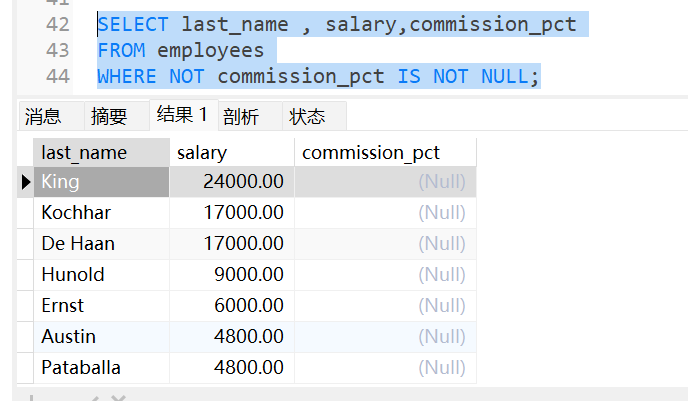 41
42 SELECT last_name , salary,commission_pct
43 FROM employees
44 WHERE NOT commission_pct IS NOT NULL;
消息 摘要 结果 1 剖析 状态
last_name salary commission_pct
King 24000.00 (Null)
Kochhar 17000.00 (Null)
De Haan 17000.00 (Null)
Hunold 9000.00 (Null)
Ernst 6000.00 (Null)
Austin 4800.00 (Null)
Pataballa 4800.00 (Null)